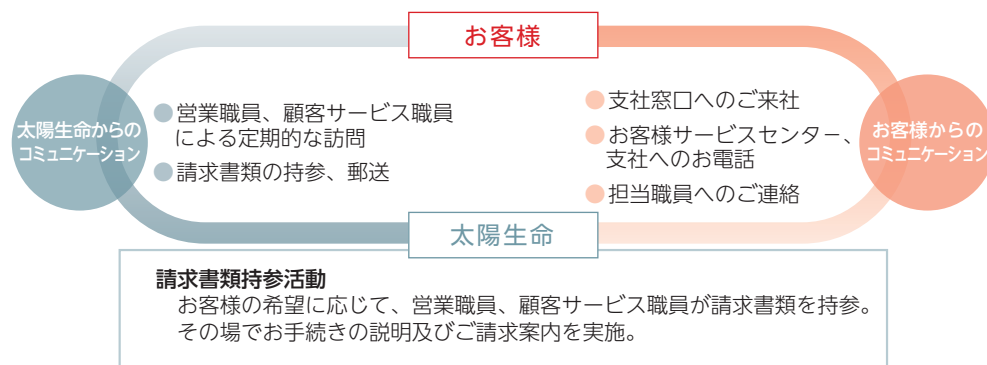 お客様
太陽生命からの
コミュニケーション
●営業職員、顧客サービス職員
による定期的な訪問
●請求書類の持参、郵送
●支社窓口へのご来社
●お客様サービスセンター、
支社へのお電話
●担当職員へのご連絡
お客様からの
コミュニケーション
太陽生命
請求書類持参活動
お客様の希望に応じて、営業職員、顧客サービス職員が請求書類を持参。
その場でお手続きの説明及びご請求案内を実施。